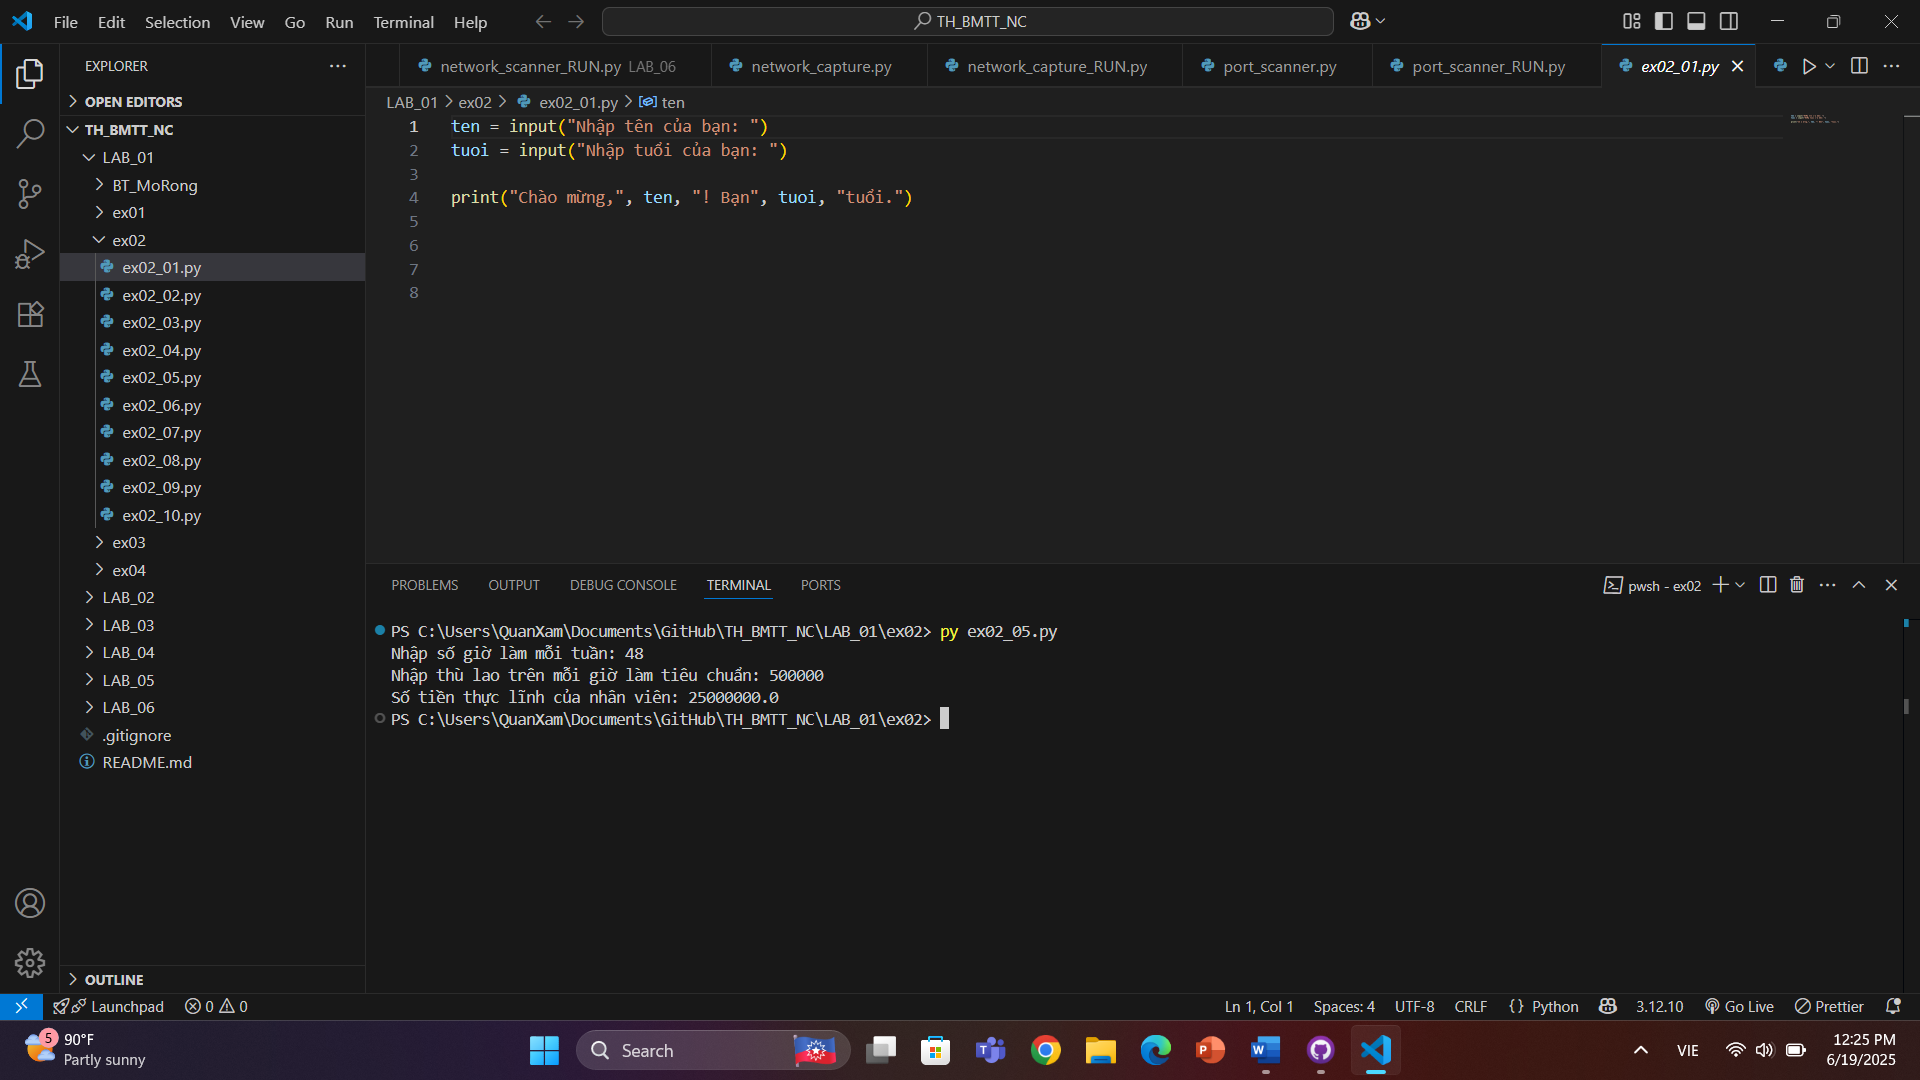 File Edit Selection View Go Run Terminal Help
TH_BMTT_NC
EXPLORER
OPEN EDITORS
TH_BMTT_NC
LAB_01
BT_MoRong
ex01
ex02
ex02_01.py
ex02_02.py
ex02_03.py
ex02_04.py
ex02_05.py
ex02_06.py
ex02_07.py
ex02_08.py
ex02_09.py
ex02_10.py
ex03
ex04
LAB_02
LAB_03
LAB_04
LAB_05
LAB_06
.gitignore
README.md
OUTLINE
network_scanner_RUN.py LAB_06
network_capture.py
network_capture_RUN.py
port_scanner.py
port_scanner_RUN.py
ex02_01.py
LAB_01 > ex02 > ex02_01.py > ten
1 ten = input("Nhập tên của bạn: ")
2 tuoi = input("Nhập tuổi của bạn: ")
3
4 print("Chào mừng,", ten, "! Bạn", tuoi, "tuổi.")
5
6
7
8
PROBLEMS OUTPUT DEBUG CONSOLE TERMINAL PORTS
pwsh - ex02
PS C:\Users\QuanXam\Documents\GitHub\TH_BMTT_NC\LAB_01\ex02> py ex02_05.py
Nhập số giờ làm mỗi tuần: 48
Nhập thù lao trên mỗi giờ làm tiêu chuẩn: 500000
Số tiền thực lĩnh của nhân viên: 25000000.0
PS C:\Users\QuanXam\Documents\GitHub\TH_BMTT_NC\LAB_01\ex02>
Launchpad 0 0
Ln 1, Col 1 Spaces: 4 UTF-8 CRLF {} Python 3.12.10 Go Live Prettier
5
90°F
Partly sunny
Search
VIE
12:25 PM
6/19/2025